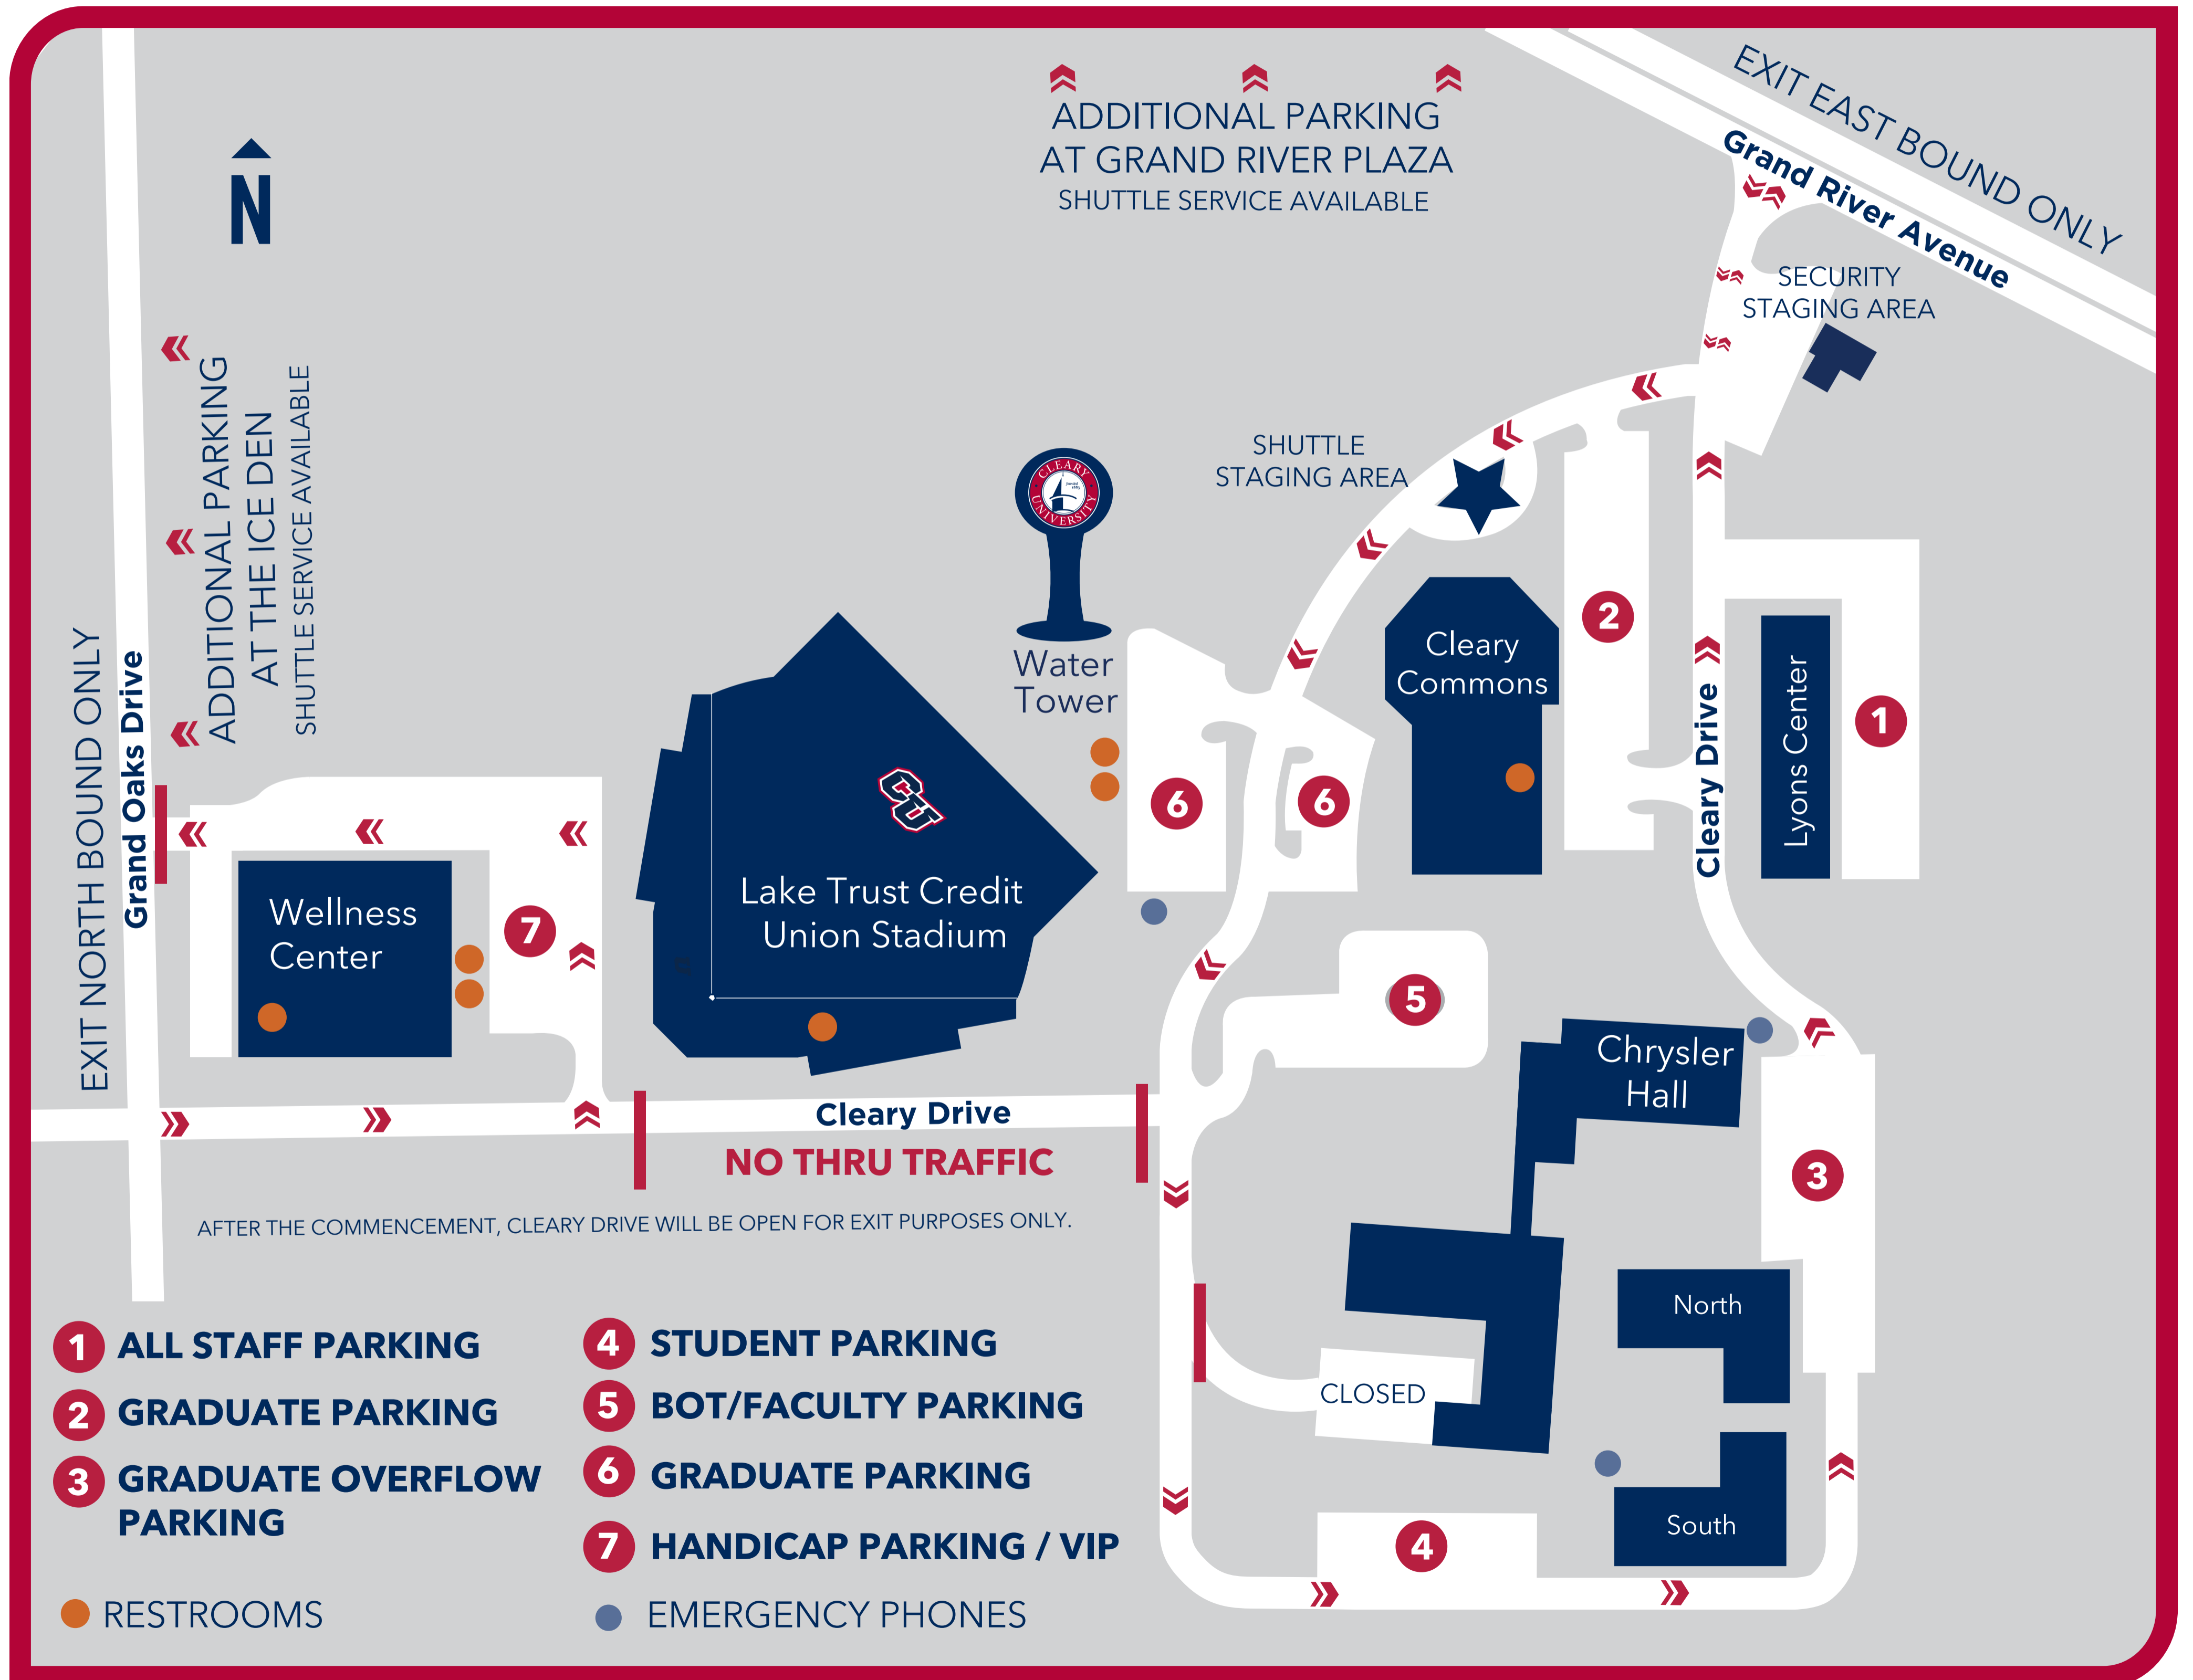 ADDITIONAL PARKING
AT GRAND RIVER PLAZA
SHUTTLE SERVICE AVAILABLE
EXIT EAST BOUND ONLY
Grand River Avenue
N
SECURITY
STAGING AREA
ADDITIONAL PARKING
AT THE ICE DEN
SHUTTLE SERVICE AVAILABLE
EXIT NORTH BOUND ONLY
Grand Oaks Drive
SHUTTLE
STAGING AREA
CLEARY
UNIVERSITY
Water
Tower
Cleary
Commons
2
Cleary Drive
Lyons Center
1
6
6
CU
Lake Trust Credit
Union Stadium
Wellness
Center
7
5
Chrysler
Hall
Cleary Drive
NO THRU TRAFFIC
3
AFTER THE COMMENCEMENT, CLEARY DRIVE WILL BE OPEN FOR EXIT PURPOSES ONLY.
North
CLOSED
South
4
1 ALL STAFF PARKING
2 GRADUATE PARKING
3 GRADUATE OVERFLOW
PARKING
4 STUDENT PARKING
5 BOT/FACULTY PARKING
6 GRADUATE PARKING
7 HANDICAP PARKING / VIP
RESTROOMS
EMERGENCY PHONES